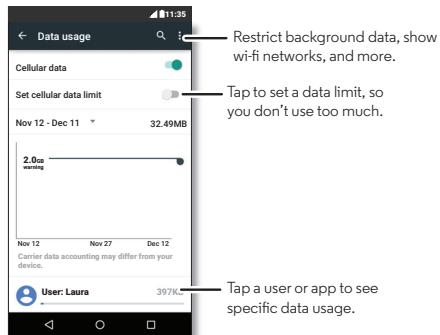 11:35
Data usage
Cellular data
Set cellular data limit
Nov 12 - Dec 11 32.49MB
2.0GB
warning
Nov 12 Nov 27 Dec 12
Carrier data accounting may differ from your
device.
User: Laura 397KB
Restrict background data, show
wi-fi networks, and more.
Tap to set a data limit, so
you don’t use too much.
Tap a user or app to see
specific data usage.